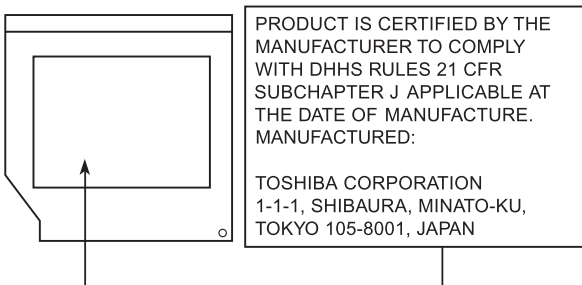 PRODUCT IS CERTIFIED BY THE
MANUFACTURER TO COMPLY
WITH DHHS RULES 21 CFR
SUBCHAPTER J APPLICABLE AT
THE DATE OF MANUFACTURE.
MANUFACTURED:
TOSHIBA CORPORATION
1-1-1, SHIBAURA, MINATO-KU,
TOKYO 105-8001, JAPAN